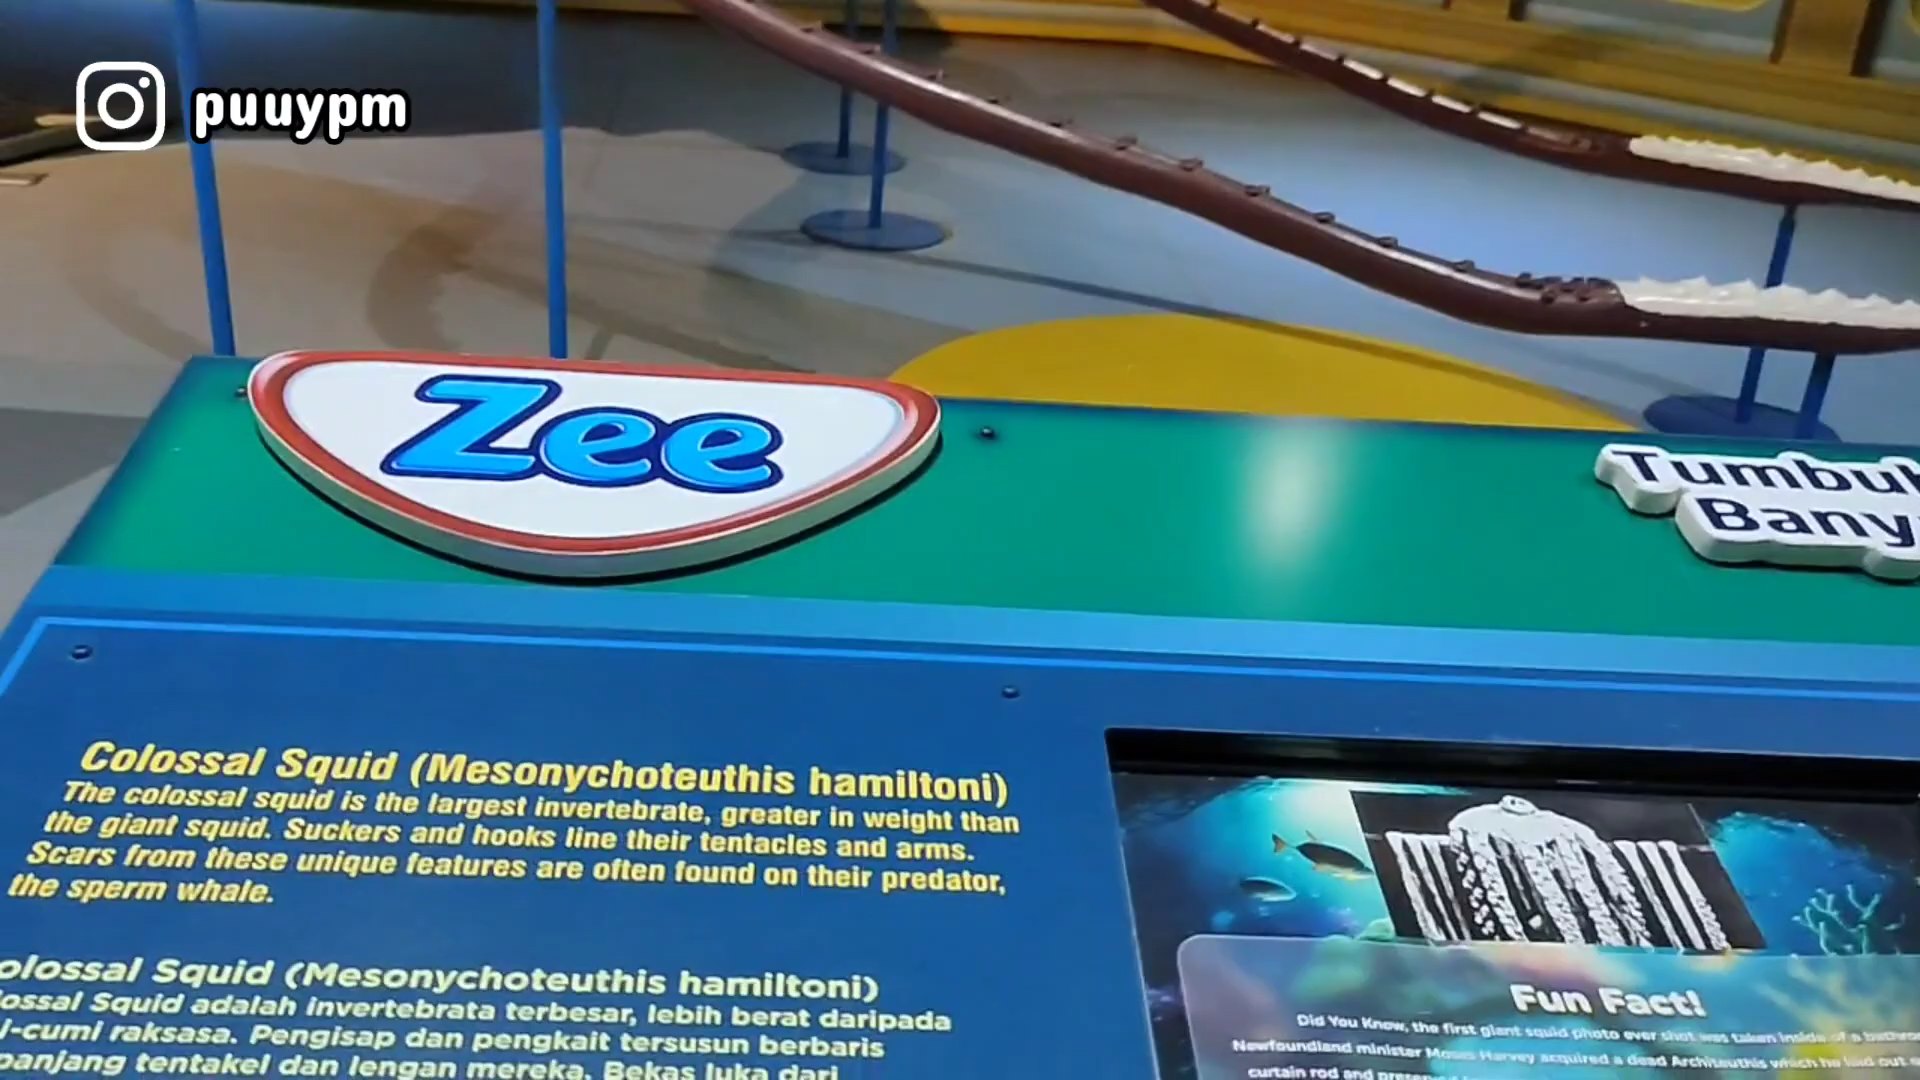 puuypm
Zee
Banya
Colossal Squid (Mesonychoteuthis hamiltoni)
The colossal squid is the largest invertebrate, greater in weight than
the giant squid. Suckers and hooks line their tentacles and arms.
Scars from these unique features are often found on their predator,
the sperm whale.
olossal Squid (Mesonychoteuthis hamiltoni)
lossal Squid adalah invertebrata terbesar, lebih berat daripada
i-cumi raksasa. Pengisap dan pengkait tersusun berbaris
panjang tentakel dan lengan mereka. Bekas luka dari
Fun Fact!
Did You Know, the first giant squid photo ever shot was taken inside of a
Newfoundland minister Moses Harvey acquired a dead Architeuthis which he laid out
curtain rod and